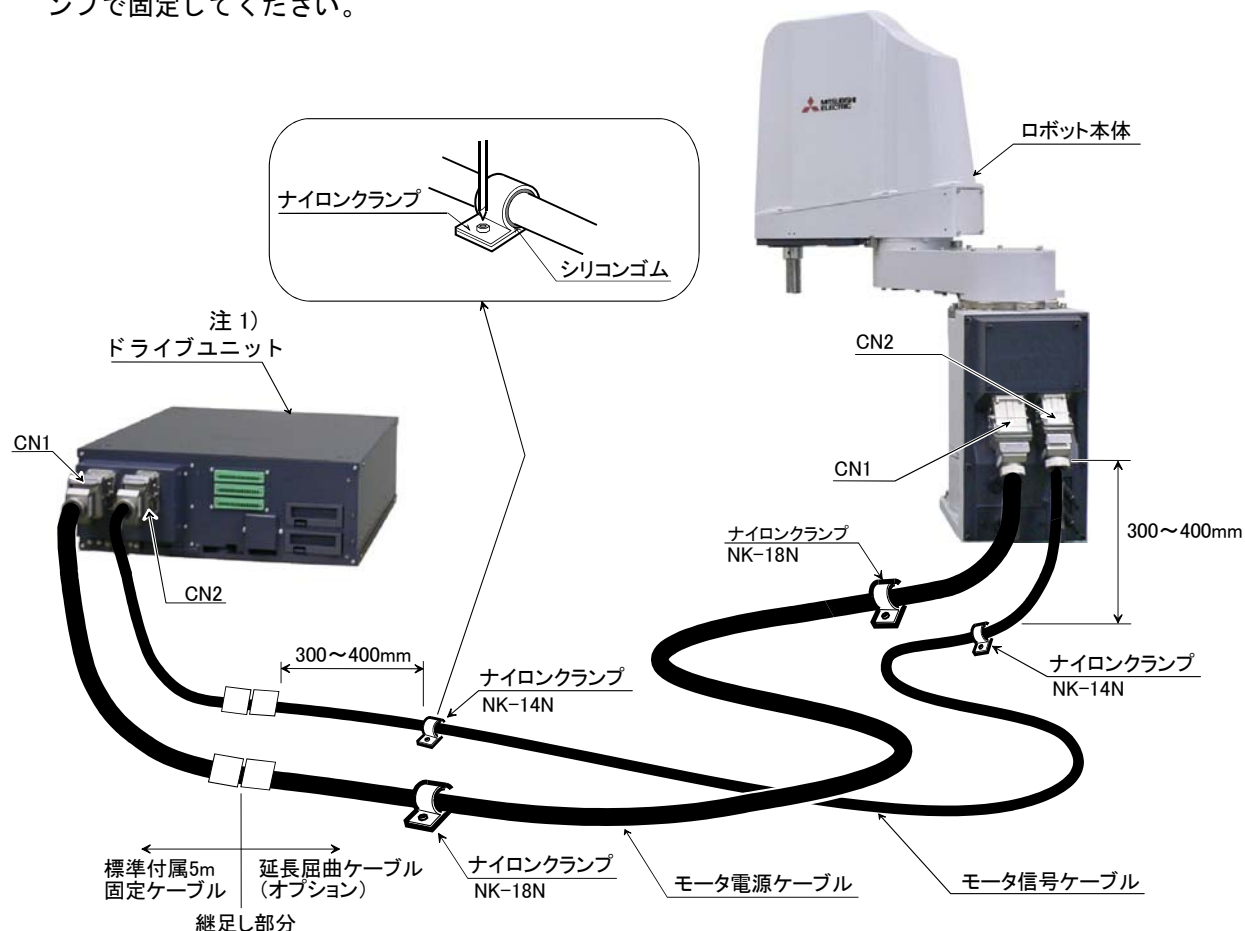 ンプで固定してください。
MITSUBISHI
ELECTRIC
ロボット本体
ナイロンクランプ
シリコンゴム
注 1)
ドライブユニット
CN1
CN2
CN2
CN1
300～400mm
ナイロンクランプ
NK-18N
ナイロンクランプ
NK-14N
300～400mm
ナイロンクランプ
NK-14N
ナイロンクランプ
NK-18N
モータ電源ケーブル
モータ信号ケーブル
標準付属5m
固定ケーブル
延長屈曲ケーブル
（オプション）
継足し部分